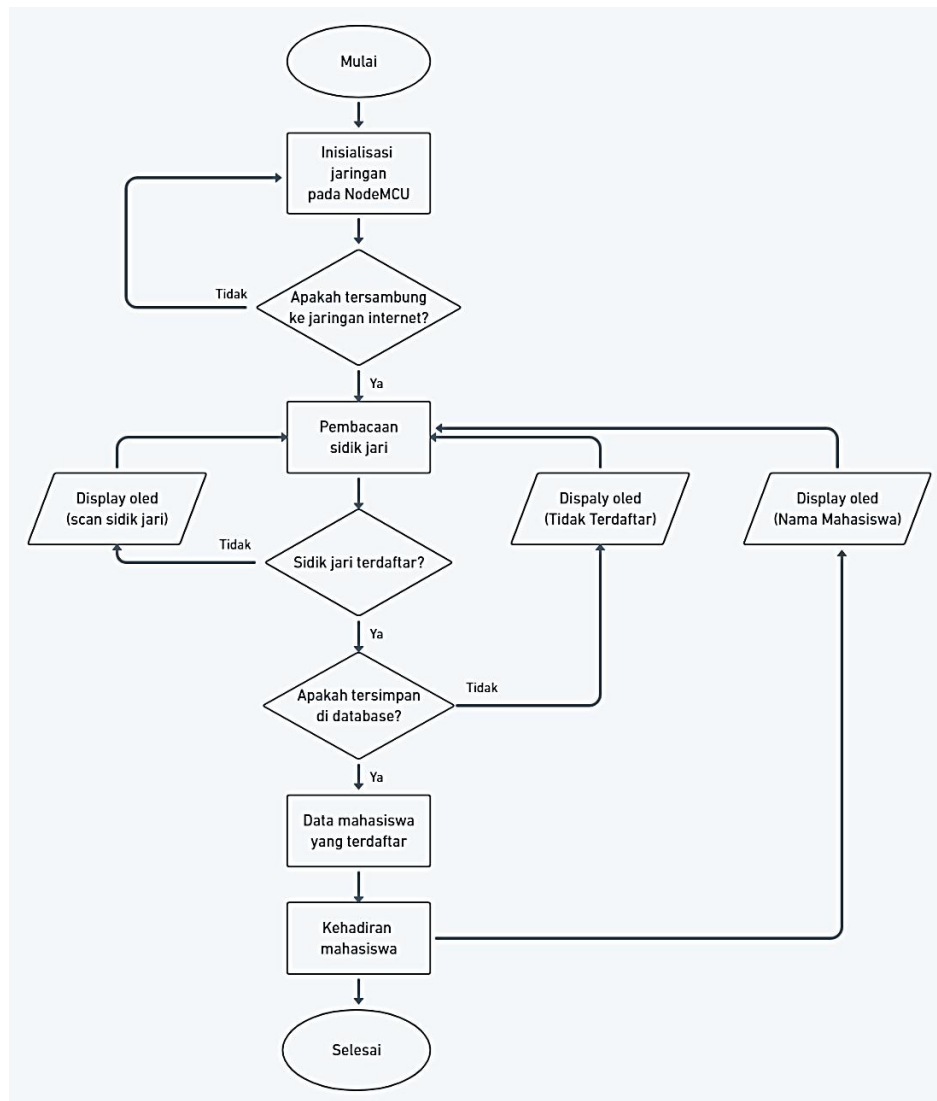 Mulai
Inisialisasi
jaringan
pada NodeMCU
Tidak
Apakah tersambung
ke jaringan internet?
Ya
Pembacaan
sidik jari
Display oled
(scan sidik jari)
Dispaly oled
(Tidak Terdaftar)
Display oled
(Nama Mahasiswa)
Tidak
Sidik jari terdaftar?
Ya
Apakah tersimpan
di database?
Tidak
Ya
Data mahasiswa
yang terdaftar
Kehadiran
mahasiswa
Selesai